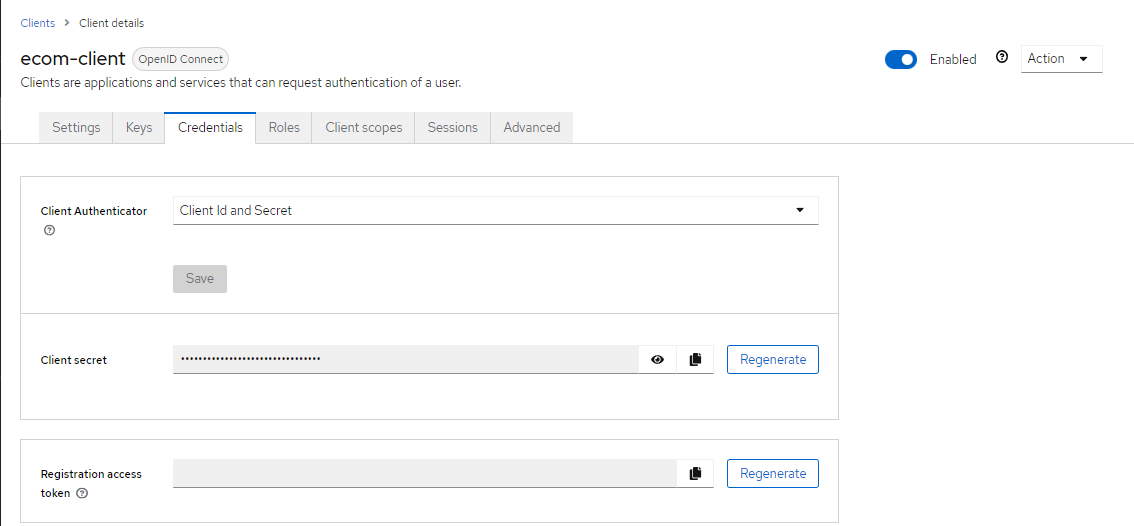 Clients > Client details
ecom-client OpenID Connect Enabled Action
Clients are applications and services that can request authentication of a user.
Settings Keys Credentials Roles Client scopes Sessions Advanced
Client Authenticator Client Id and Secret
Save
Client secret •••••••••••••••••••••••••••••••• Regenerate
Registration access Regenerate
token